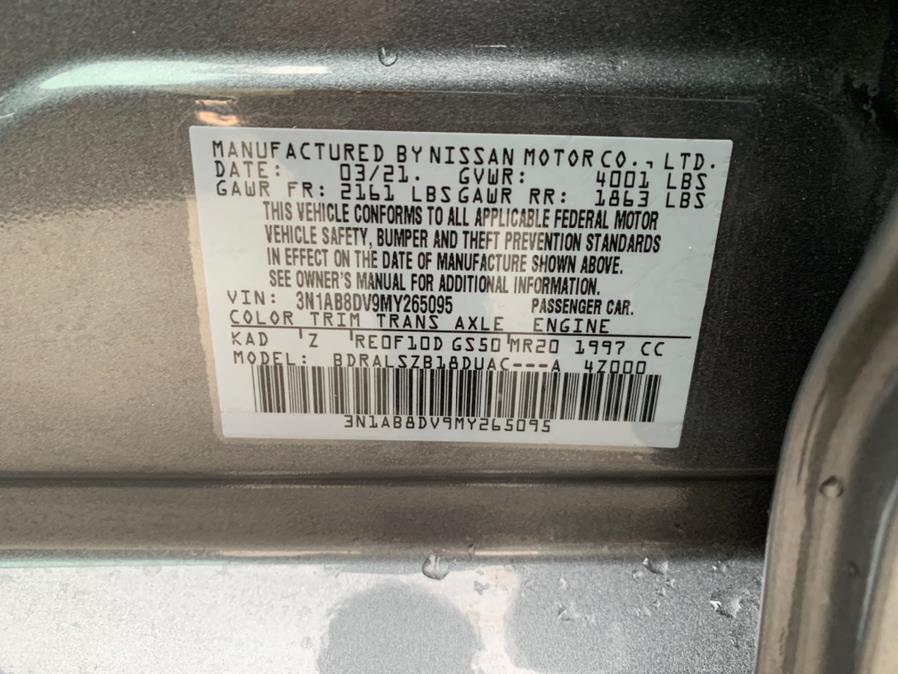 MANUFACTURED BY NISSAN MOTOR CO., LTD.
DATE: 03/21. GVWR: 4001 LBS
GAWR FR: 2161 LBS GAWR RR: 1863 LBS
THIS VEHICLE CONFORMS TO ALL APPLICABLE FEDERAL MOTOR
VEHICLE SAFETY, BUMPER AND THEFT PREVENTION STANDARDS
IN EFFECT ON THE DATE OF MANUFACTURE SHOWN ABOVE.
SEE OWNER'S MANUAL FOR ADDITIONAL INFORMATION.
VIN: 3N1AB8DV9MY265095 PASSENGER CAR.
COLOR TRIM TRANS AXLE ENGINE
KAD Z RE0F10D GS50 MR20 1997 CC
MODEL: BDRALSZB18DUAC---A 4Z000
3N1AB8DV9MY265095